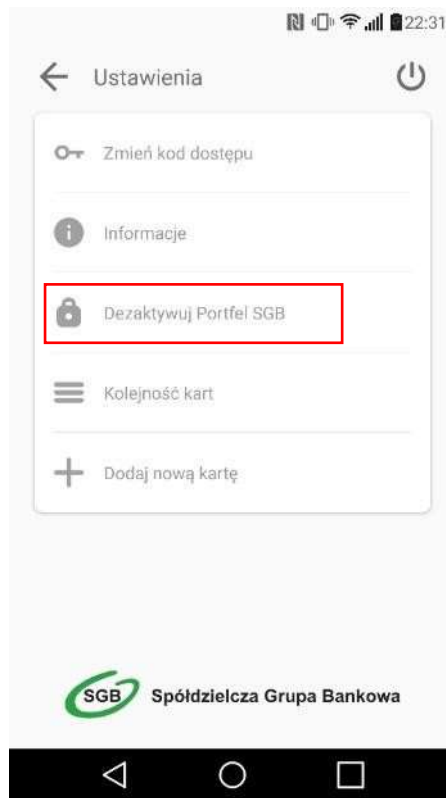 22:31
Ustawienia
Zmień kod dostępu
Informacje
Dezaktywuj Portfel SGB
Kolejność kart
Dodaj nową kartę
SGB Spółdzielcza Grupa Bankowa